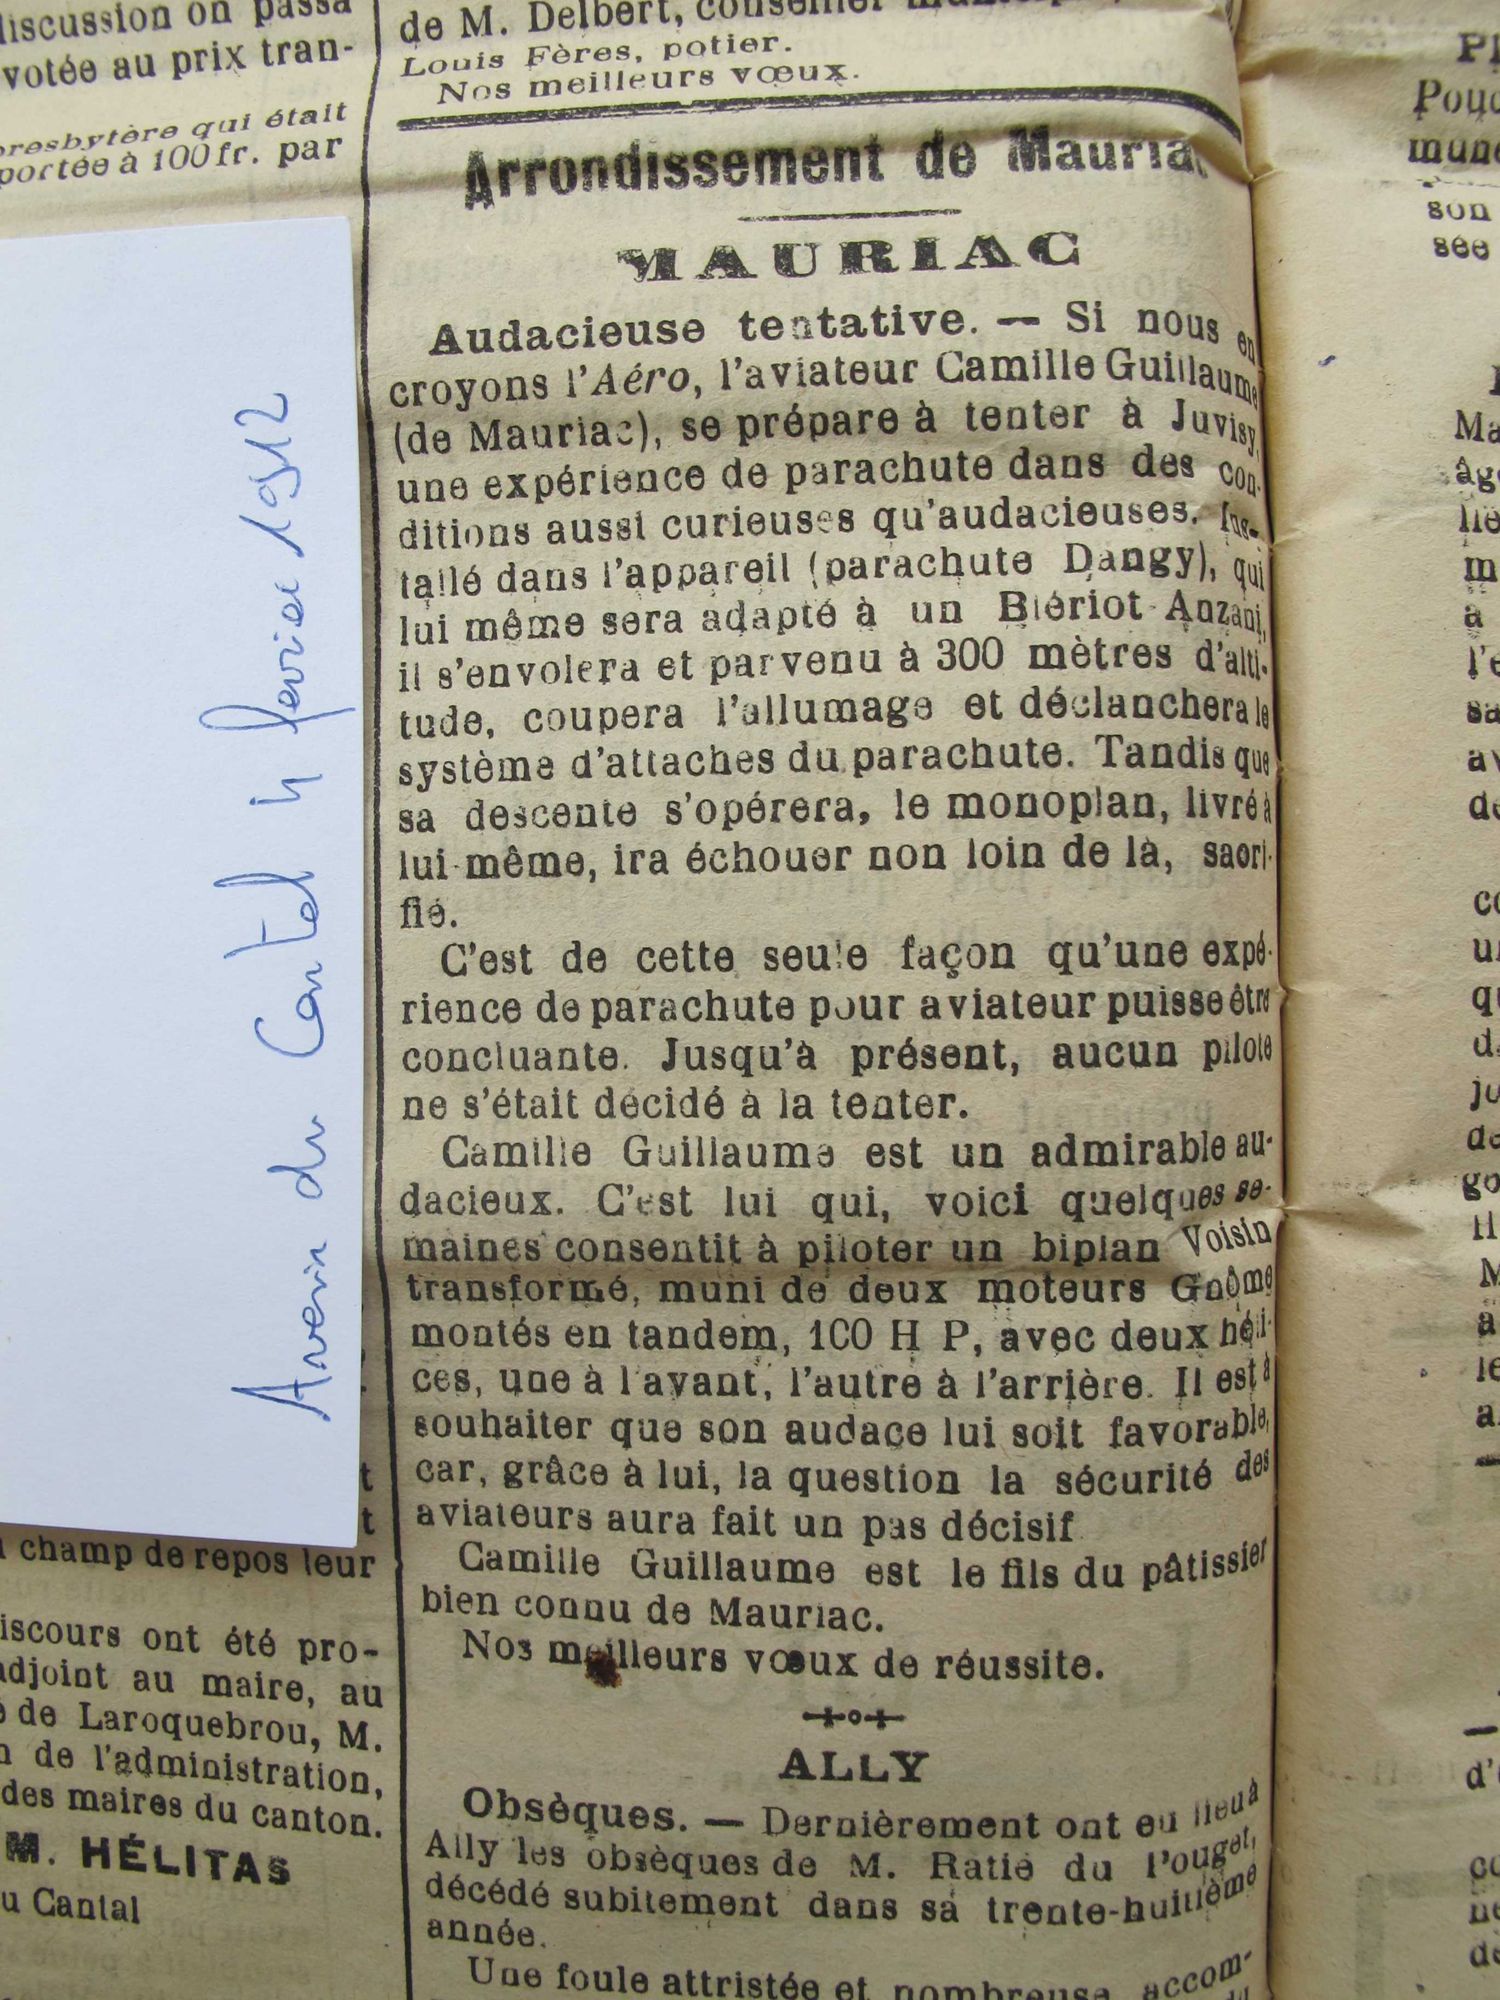 discussion on passa
votée au prix tran-
presbytère qui était
portée à 100 fr. par
Arverin du Cantal 4 fevrier 1912
champ de repos leur
iscours ont été pro-
adjoint au maire, au
de Laroquebrou, M.
de l'administration,
des maires du canton.
M. HÉLITAS
u Cantal
de M. Delbert, conseiller
Louis Fères, potier.
Nos meilleurs vœux.
Arrondissement de Mauriac
MAURIAC
Audacieuse tentative. — Si nous en
croyons l'Aéro, l'aviateur Camille Guillaume
(de Mauriac), se prépare à tenter à Juvisy,
une expérience de parachute dans des con-
ditions aussi curieuses qu'audacieuses. Ins-
tallé dans l'appareil (parachute Dangy), qui
lui même sera adapté à un Blériot-Anzani,
il s'envolera et parvenu à 300 mètres d'alti-
tude, coupera l'allumage et déclanchera le
système d'attaches du parachute. Tandis que
sa descente s'opérera, le monoplan, livré à
lui-même, ira échouer non loin de là, sacri-
fié.
C'est de cette seule façon qu'une expé-
rience de parachute pour aviateur puisse être
concluante. Jusqu'à présent, aucun pilote
ne s'était décidé à la tenter.
Camille Guillaume est un admirable au-
dacieux. C'est lui qui, voici quelques se-
maines consentit à piloter un biplan Voisin
transformé, muni de deux moteurs Gnôme
montés en tandem, 100 H P, avec deux héli-
ces, une à l'avant, l'autre à l'arrière. Il est à
souhaiter que son audace lui soit favorable,
car, grâce à lui, la question la sécurité des
aviateurs aura fait un pas décisif
Camille Guillaume est le fils du pâtissier
bien connu de Mauriac.
Nos meilleurs vœux de réussite.
ALLY
Obsèques. — Dernièrement ont eu lieu à
Ally les obsèques de M. Ratié du Pouget,
décédé subitement dans sa trente-huitième
année.
Une foule attristée et nombreuse accom-
son
sée